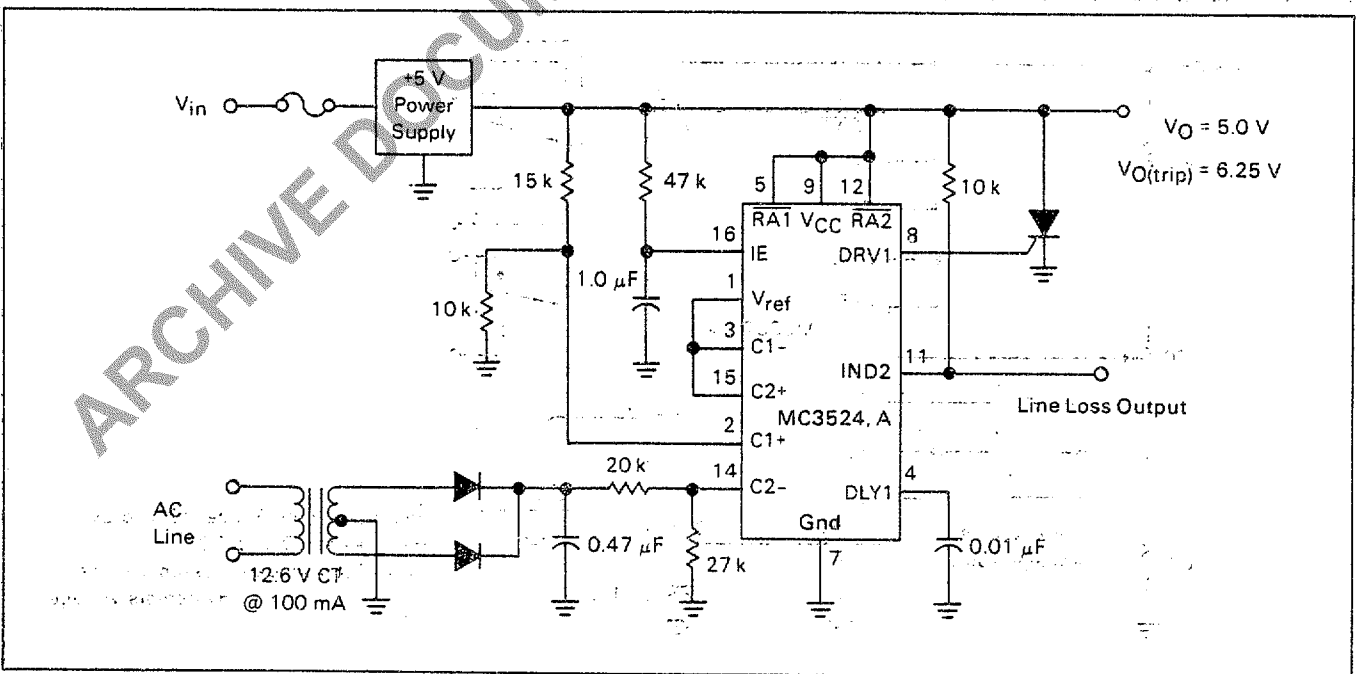 ARCHIVE DOCU
+5 V
Power
Supply
Vin
VO = 5.0 V
VO(trip) = 6.25 V
15 k
47 k
10 k
5
9
12
RA1
VCC
RA2
16
IE
8
DRV1
1.0 μF
1
Vref
10 k
3
C1-
15
C2+
11
IND2
Line Loss Output
MC3524, A
2
C1+
20 k
14
C2-
4
DLY1
AC
Line
Gnd
0.47 μF
27 k
7
0.01 μF
12.6 V CT
@ 100 mA